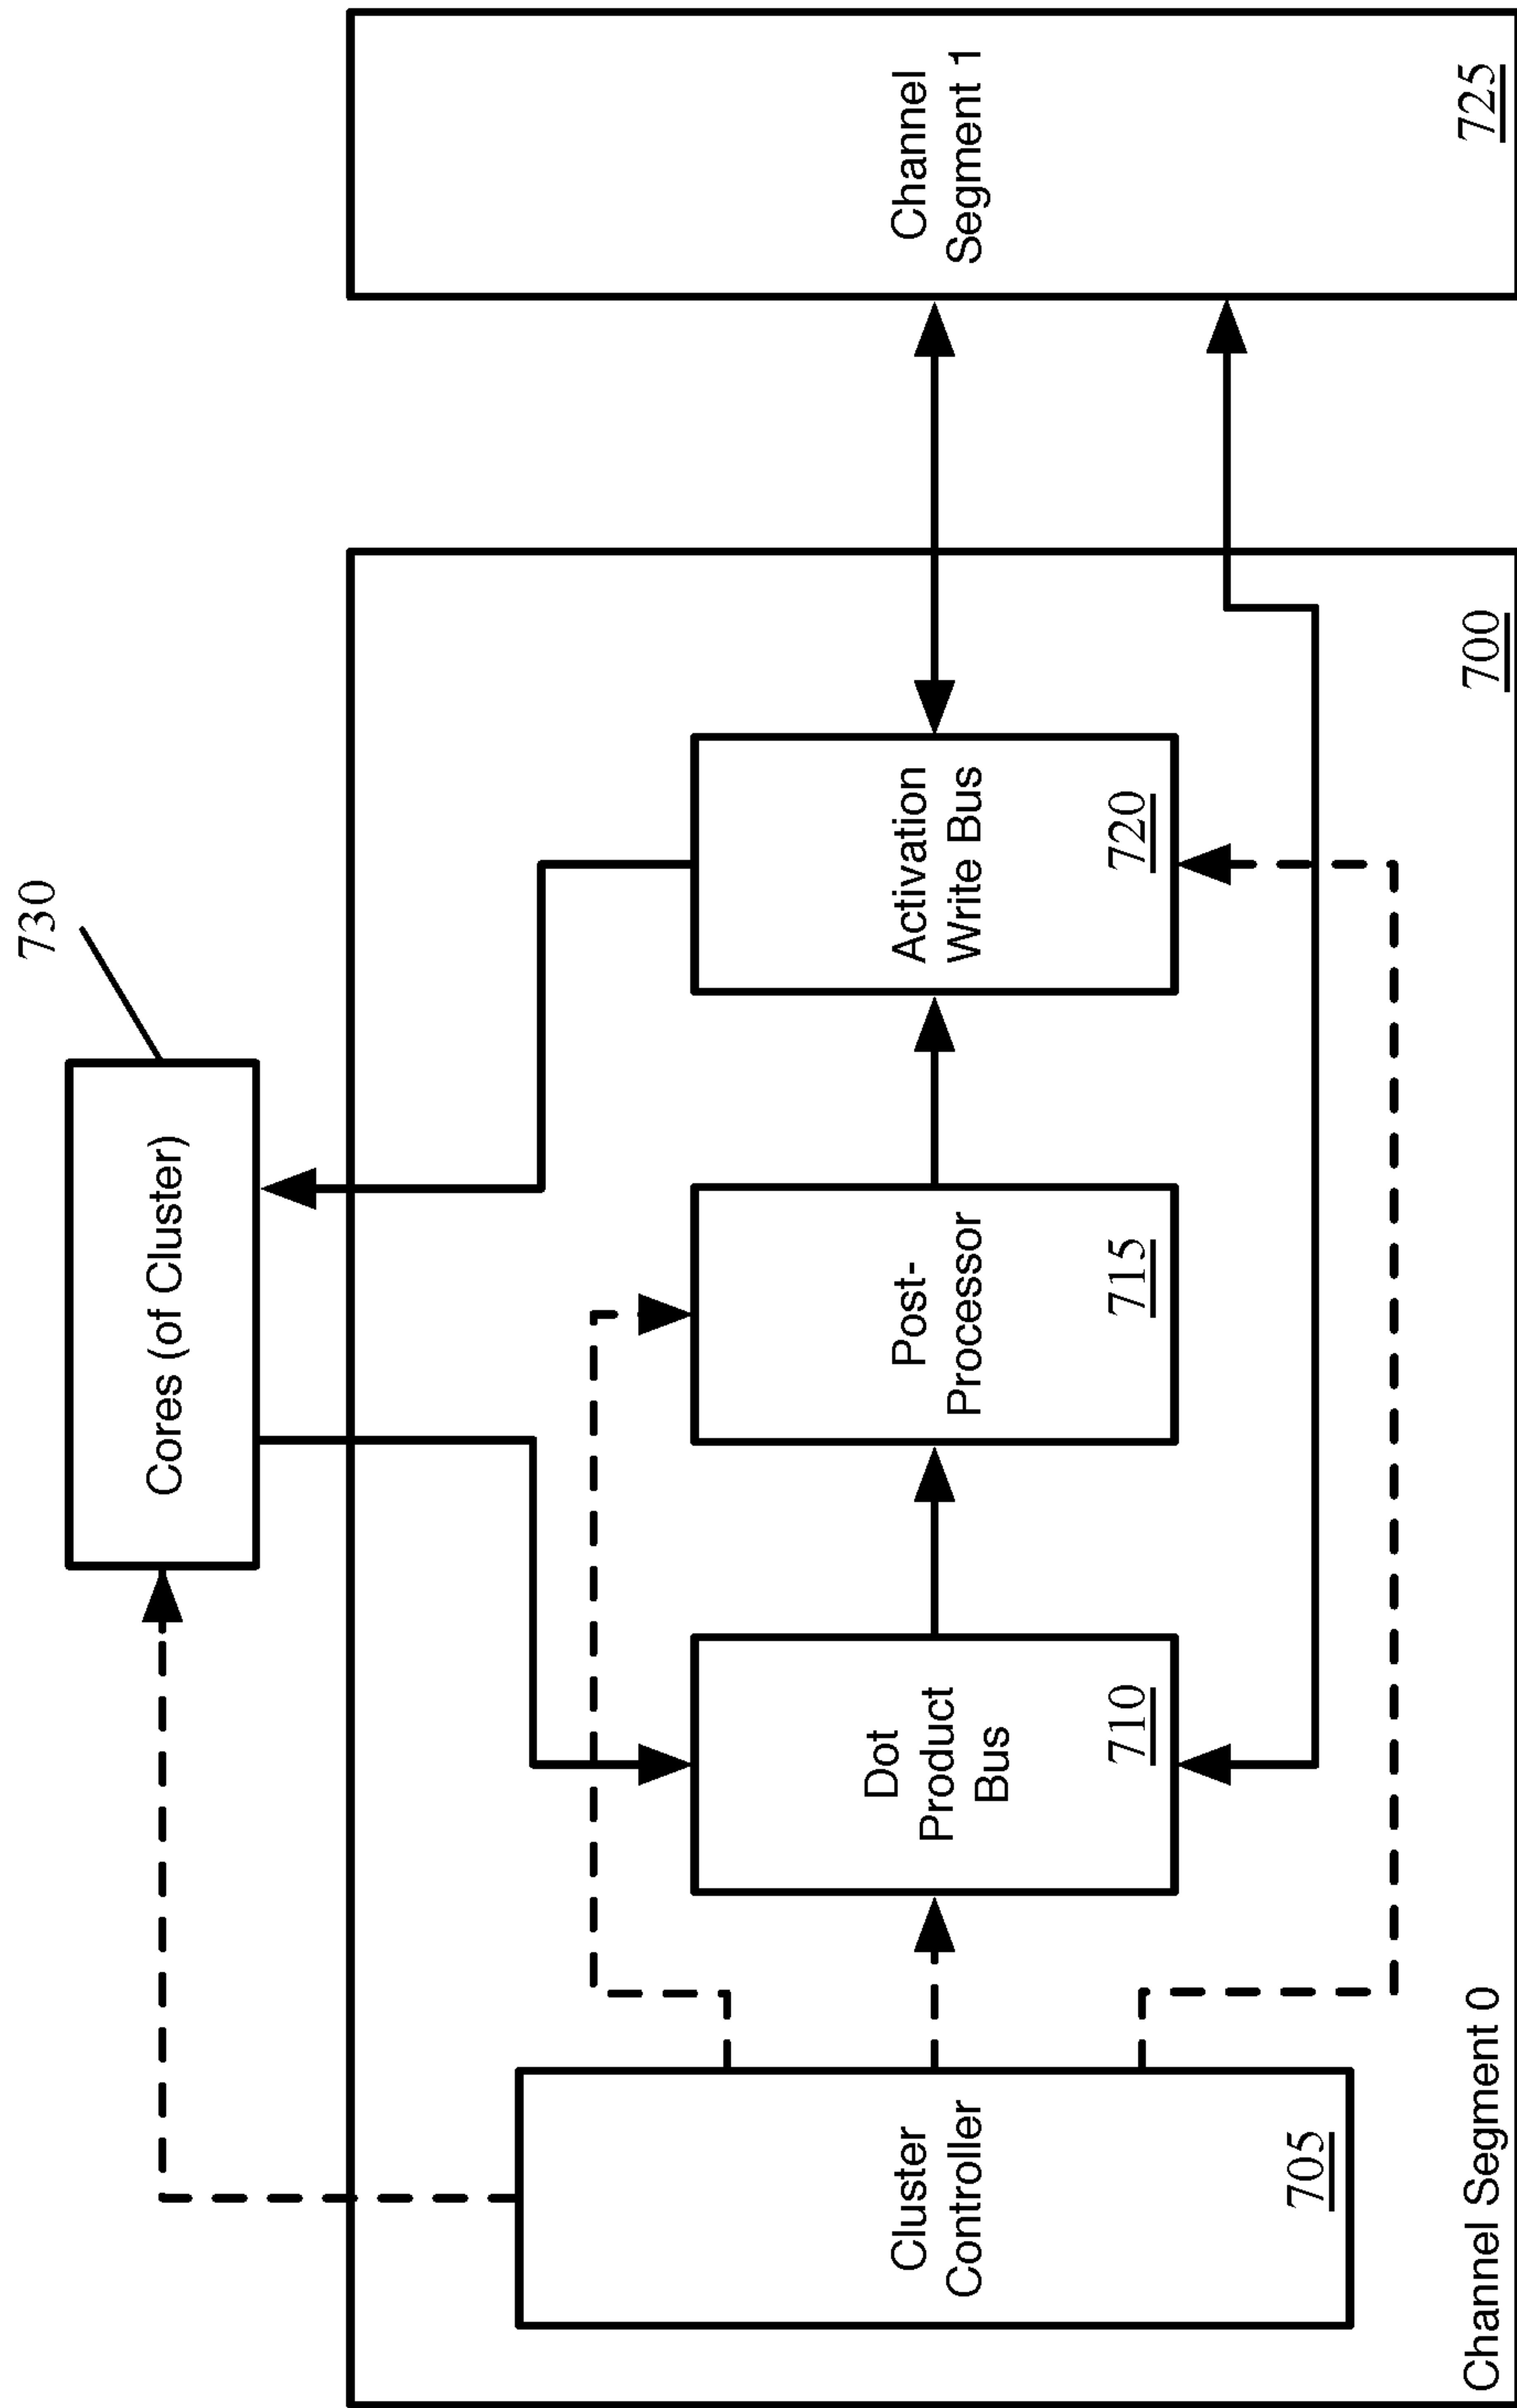 730
Cores (of Cluster)
Cluster
Controller
705
Dot
Product
Bus
710
Post-
Processor
715
Activation
Write Bus
720
Channel
Segment 1
725
Channel Segment 0
700